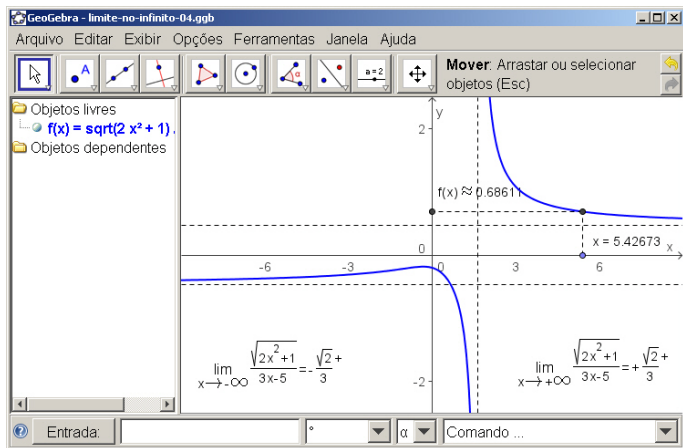 GeoGebra - limite-no-infinito-04.ggb
Arquivo Editar Exibir Opções Ferramentas Janela Ajuda
A
α
a = 2
Mover: Arrastar ou selecionar
objetos (Esc)
Objetos livres
f(x) = sqrt(2 x² + 1)
Objetos dependentes
y
2
f(x) ≈ 0.68611
x = 5.42673
x
0
-6
-3
0
3
6
lim x→-∞ √(2x²+1)/(3x-5) =- √2/3 +
lim x→+∞ √(2x²+1)/(3x-5) =+ √2/3 +
-2
Entrada:
°
α
Comando ...